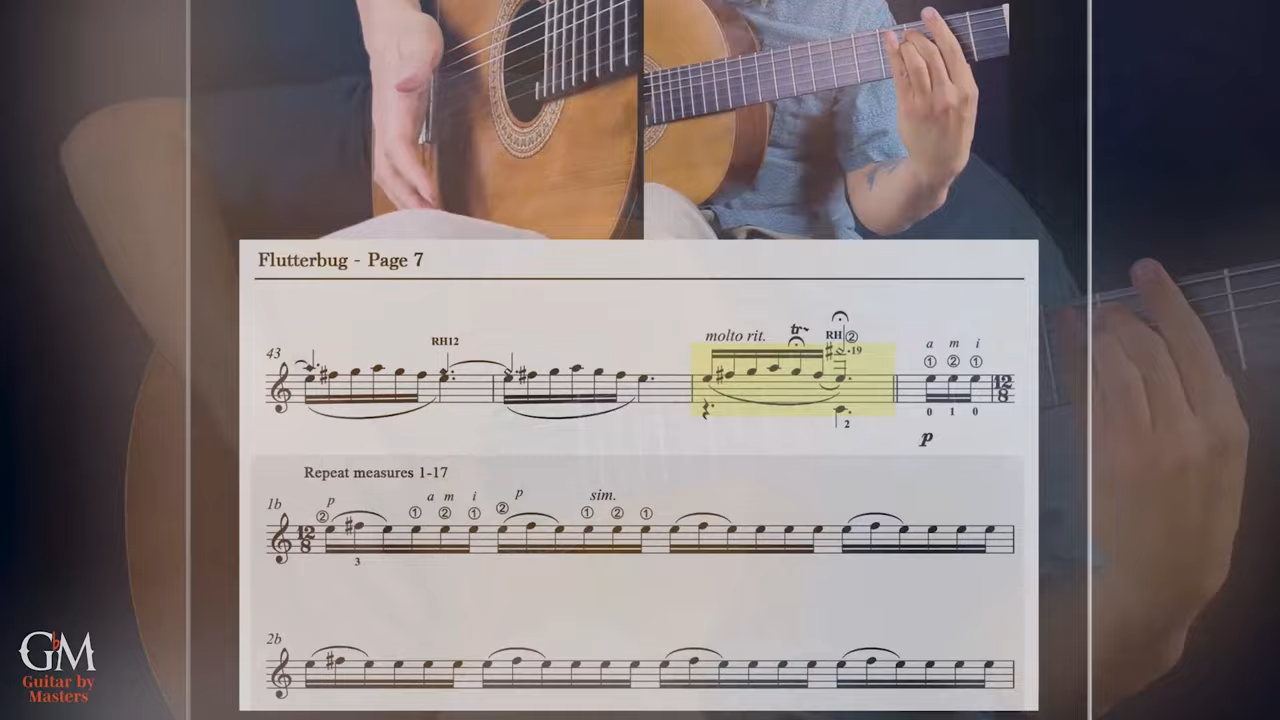 Flutterbug - Page 7
molto rit.
tr
RH ②
19
RH12
a m i
① ② ①
43
12
8
0 1 0
2
p
Repeat measures 1-17
p a m i p sim.
② ① ② ① ② ① ② ①
1b
12
8
3
2b
GbM
Guitar by
Masters